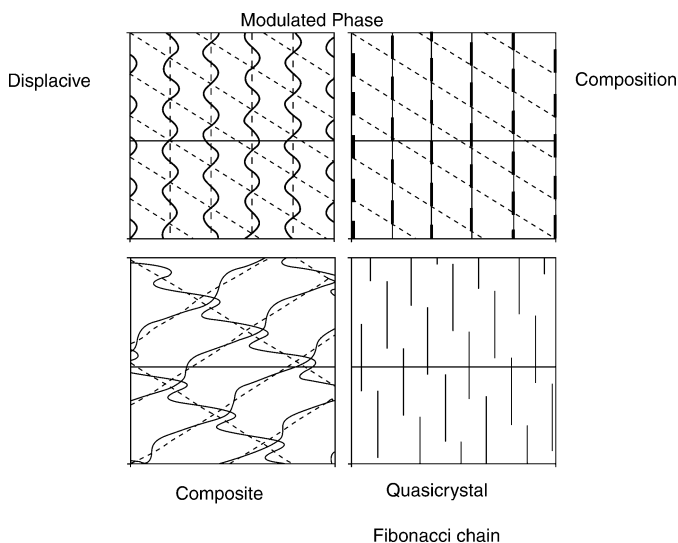 Modulated Phase
Displacive
Composition
Composite
Quasicrystal
Fibonacci chain